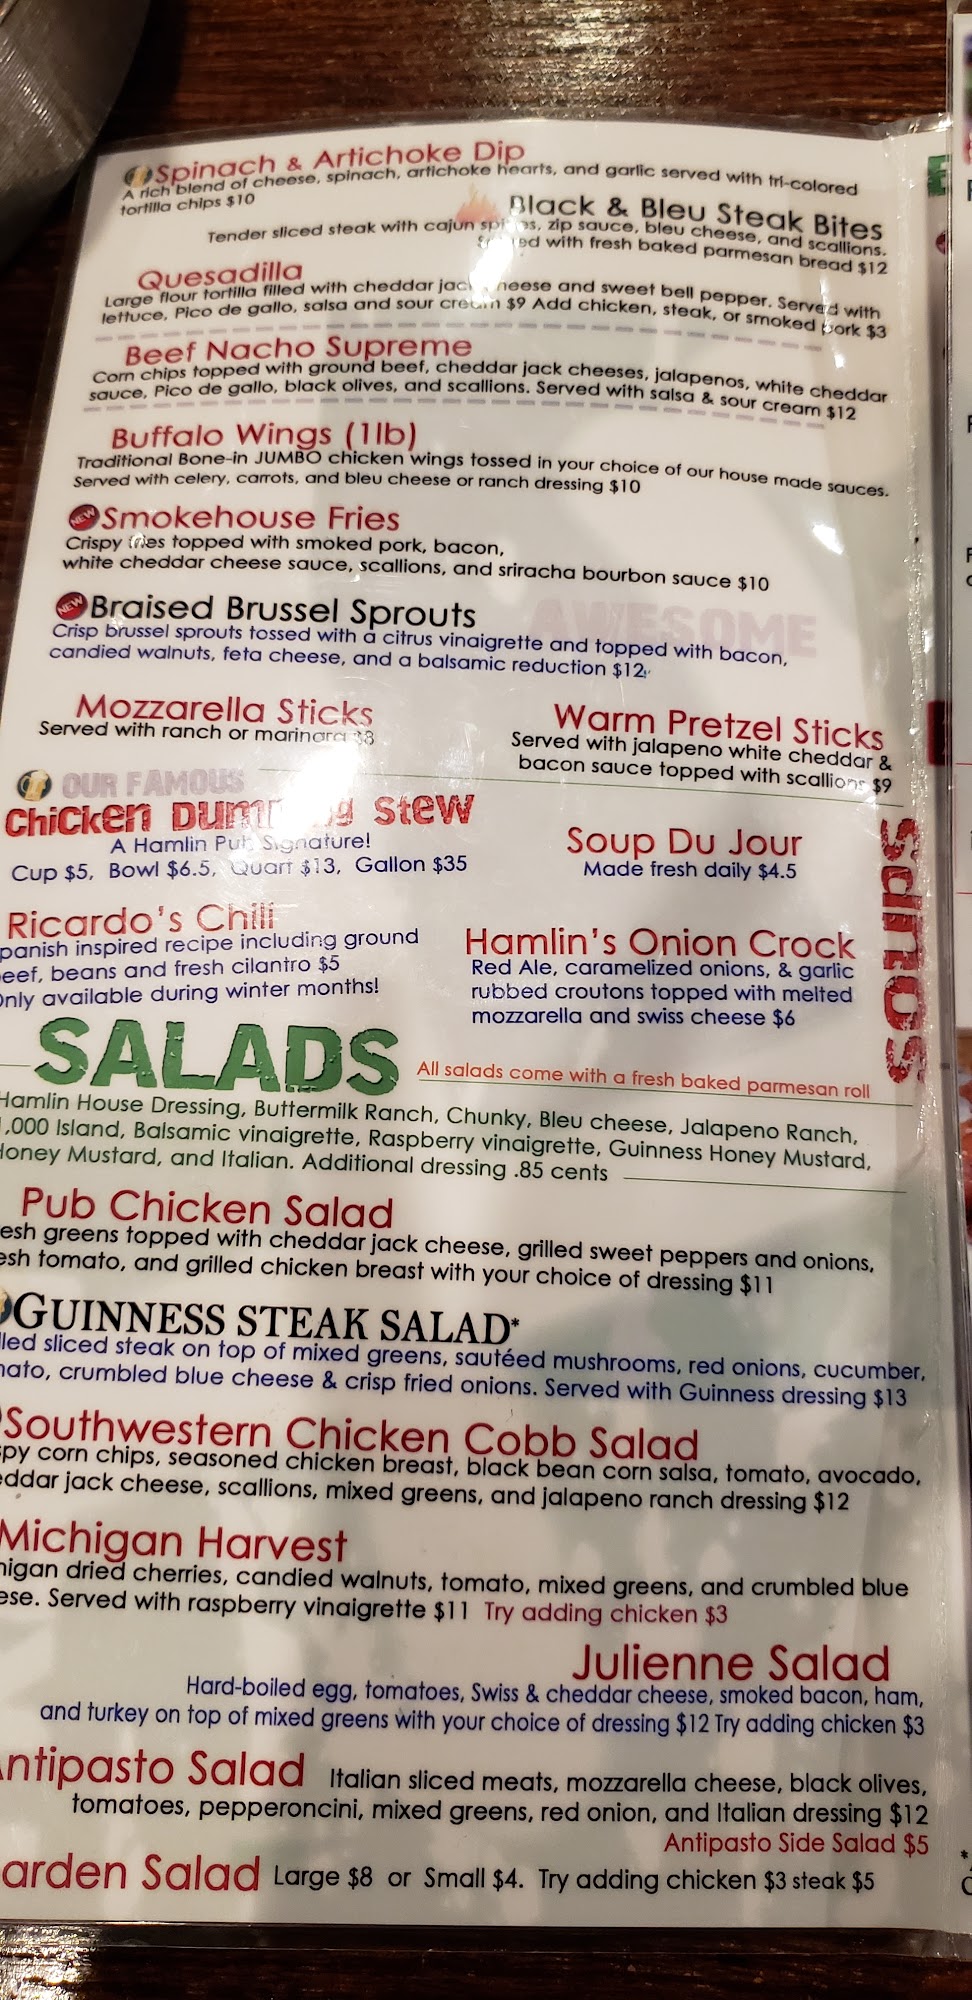 Spinach & Artichoke Dip
A rich blend of cheese, spinach, artichoke hearts, and garlic served with tri-colored
tortilla chips $10
Black & Bleu Steak Bites
Tender sliced steak with cajun spices, zip sauce, bleu cheese, and scallions.
Served with fresh baked parmesan bread $12
Quesadilla
Large flour tortilla filled with cheddar jack cheese and sweet bell pepper. Served with
lettuce, Pico de gallo, salsa and sour cream $9 Add chicken, steak, or smoked pork $3
Beef Nacho Supreme
Corn chips topped with ground beef, cheddar jack cheeses, jalapenos, white cheddar
sauce, Pico de gallo, black olives, and scallions. Served with salsa & sour cream $12
Buffalo Wings (1lb)
Traditional Bone-in JUMBO chicken wings tossed in your choice of our house made sauces.
Served with celery, carrots, and bleu cheese or ranch dressing $10
NEW Smokehouse Fries
Crispy fries topped with smoked pork, bacon,
white cheddar cheese sauce, scallions, and sriracha bourbon sauce $10
AWESOME
NEW Braised Brussel Sprouts
Crisp brussel sprouts tossed with a citrus vinaigrette and topped with bacon,
candied walnuts, feta cheese, and a balsamic reduction $12
Mozzarella Sticks
Served with ranch or marinara $8
Warm Pretzel Sticks
Served with jalapeno white cheddar &
bacon sauce topped with scallions $9
OUR FAMOUS
Chicken Dumpling Stew
A Hamlin Pub Signature!
Cup $5, Bowl $6.5, Quart $13, Gallon $35
Soup Du Jour
Made fresh daily $4.5
Soups
Ricardo's Chili
panish inspired recipe including ground
eef, beans and fresh cilantro $5
Only available during winter months!
Hamlin's Onion Crock
Red Ale, caramelized onions, & garlic
rubbed croutons topped with melted
mozzarella and swiss cheese $6
SALADS
All salads come with a fresh baked parmesan roll
Hamlin House Dressing, Buttermilk Ranch, Chunky, Bleu cheese, Jalapeno Ranch,
1,000 Island, Balsamic vinaigrette, Raspberry vinaigrette, Guinness Honey Mustard,
Honey Mustard, and Italian. Additional dressing .85 cents
Pub Chicken Salad
esh greens topped with cheddar jack cheese, grilled sweet peppers and onions,
esh tomato, and grilled chicken breast with your choice of dressing $11
GUINNESS STEAK SALAD*
lled sliced steak on top of mixed greens, sautéed mushrooms, red onions, cucumber,
mato, crumbled blue cheese & crisp fried onions. Served with Guinness dressing $13
Southwestern Chicken Cobb Salad
spy corn chips, seasoned chicken breast, black bean corn salsa, tomato, avocado,
eddar jack cheese, scallions, mixed greens, and jalapeno ranch dressing $12
Michigan Harvest
higan dried cherries, candied walnuts, tomato, mixed greens, and crumbled blue
ese. Served with raspberry vinaigrette $11 Try adding chicken $3
Julienne Salad
Hard-boiled egg, tomatoes, Swiss & cheddar cheese, smoked bacon, ham,
and turkey on top of mixed greens with your choice of dressing $12 Try adding chicken $3
Antipasto Salad Italian sliced meats, mozzarella cheese, black olives,
tomatoes, pepperoncini, mixed greens, red onion, and Italian dressing $12
Antipasto Side Salad $5
arden Salad Large $8 or Small $4. Try adding chicken $3 steak $5